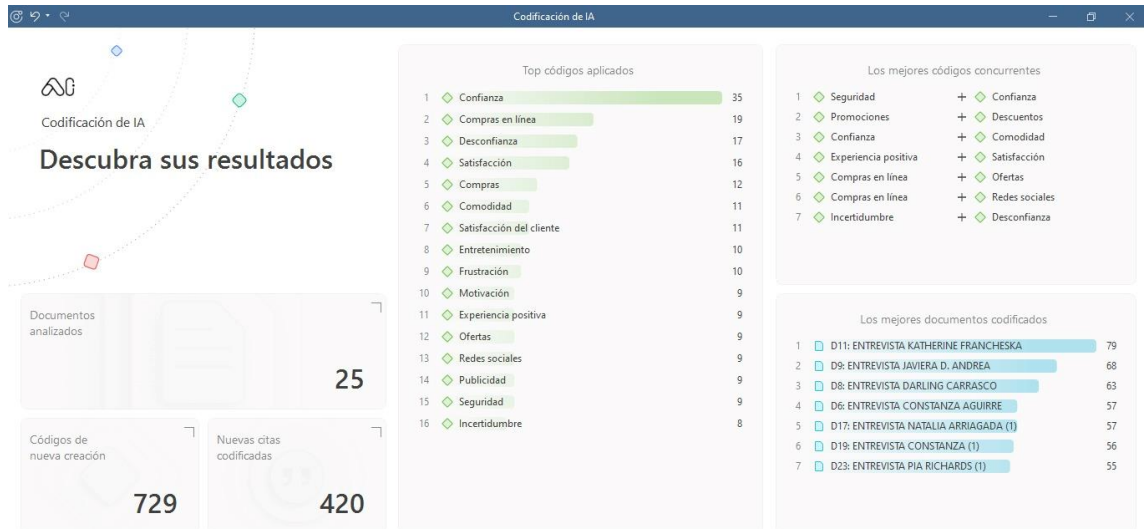 Codificación de IA
AI
Codificación de IA
Descubra sus resultados
Documentos
analizados
25
Códigos de
nueva creación
729
Nuevas citas
codificadas
420
Top códigos aplicados
1 Confianza 35
2 Compras en línea 19
3 Desconfianza 17
4 Satisfacción 16
5 Compras 12
6 Comodidad 11
7 Satisfacción del cliente 11
8 Entretenimiento 10
9 Frustración 10
10 Motivación 9
11 Experiencia positiva 9
12 Ofertas 9
13 Redes sociales 9
14 Publicidad 9
15 Seguridad 9
16 Incertidumbre 8
Los mejores códigos concurrentes
1 Seguridad + Confianza
2 Promociones + Descuentos
3 Confianza + Comodidad
4 Experiencia positiva + Satisfacción
5 Compras en línea + Ofertas
6 Compras en línea + Redes sociales
7 Incertidumbre + Desconfianza
Los mejores documentos codificados
1 D11: ENTREVISTA KATHERINE FRANCHESKA 79
2 D9: ENTREVISTA JAVIERA D. ANDREA 68
3 D8: ENTREVISTA DARLING CARRASCO 63
4 D6: ENTREVISTA CONSTANZA AGUIRRE 57
5 D17: ENTREVISTA NATALIA ARRIAGADA (1) 57
6 D19: ENTREVISTA CONSTANZA (1) 56
7 D23: ENTREVISTA PIA RICHARDS (1) 55